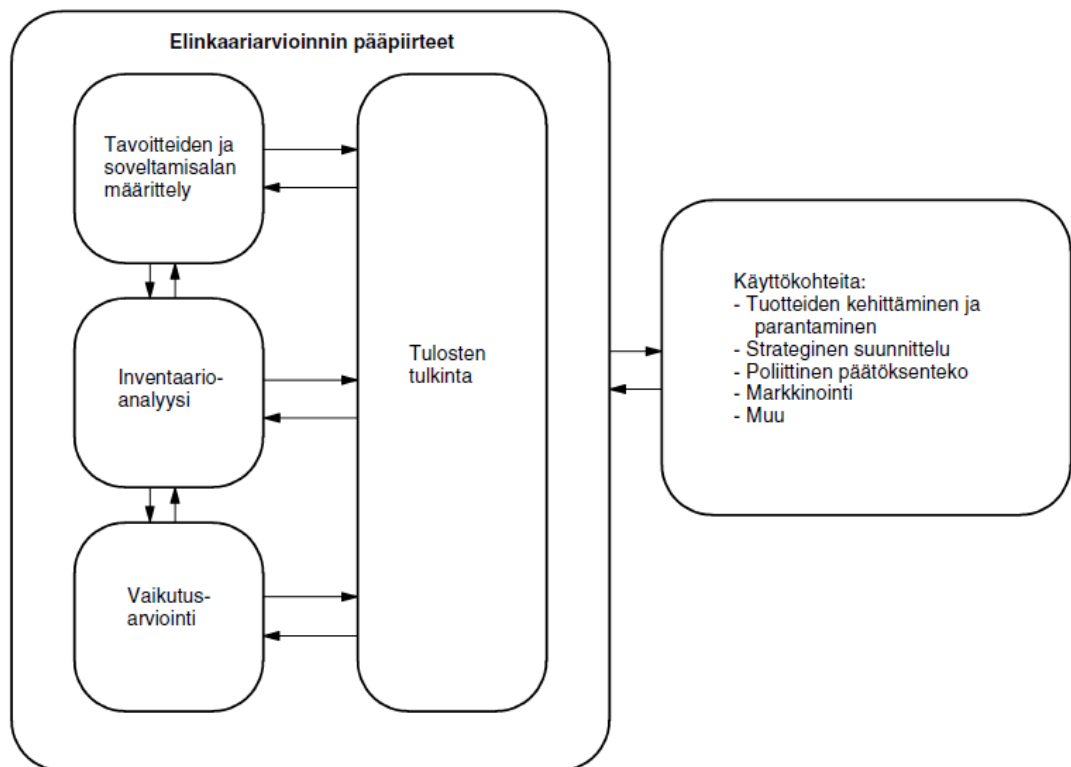 Elinkaariarvioinnin pääpiirteet
Tavoitteiden ja
soveltamisalan
määrittely
Inventaario-
analyysi
Vaikutus-
arviointi
Tulosten
tulkinta
Käyttökohteita:
- Tuotteiden kehittäminen ja
parantaminen
- Strateginen suunnittelu
- Poliittinen päätöksenteko
- Markkinointi
- Muu